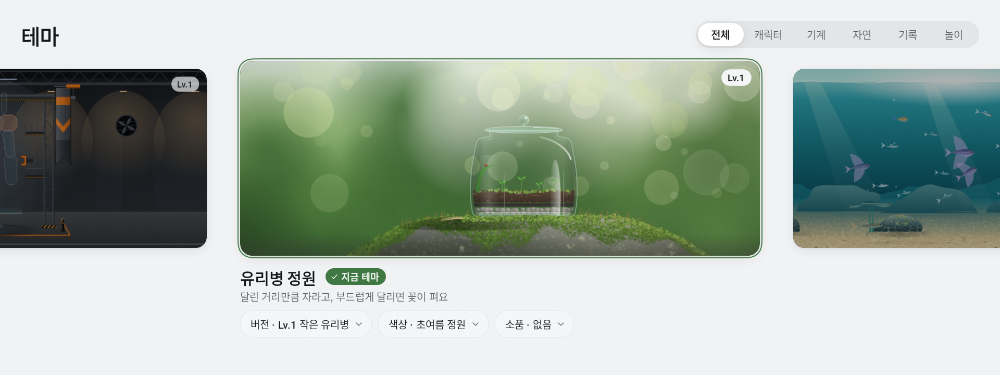 테마
전체 캐릭터 기계 자연 기록 놀이
Lv.1
Lv.1
유리병 정원 지금 테마
달린 거리만큼 자라고, 부드럽게 달리면 꽃이 펴요
버전 · Lv.1 작은 유리병 색상 · 초여름 정원 소품 · 없음